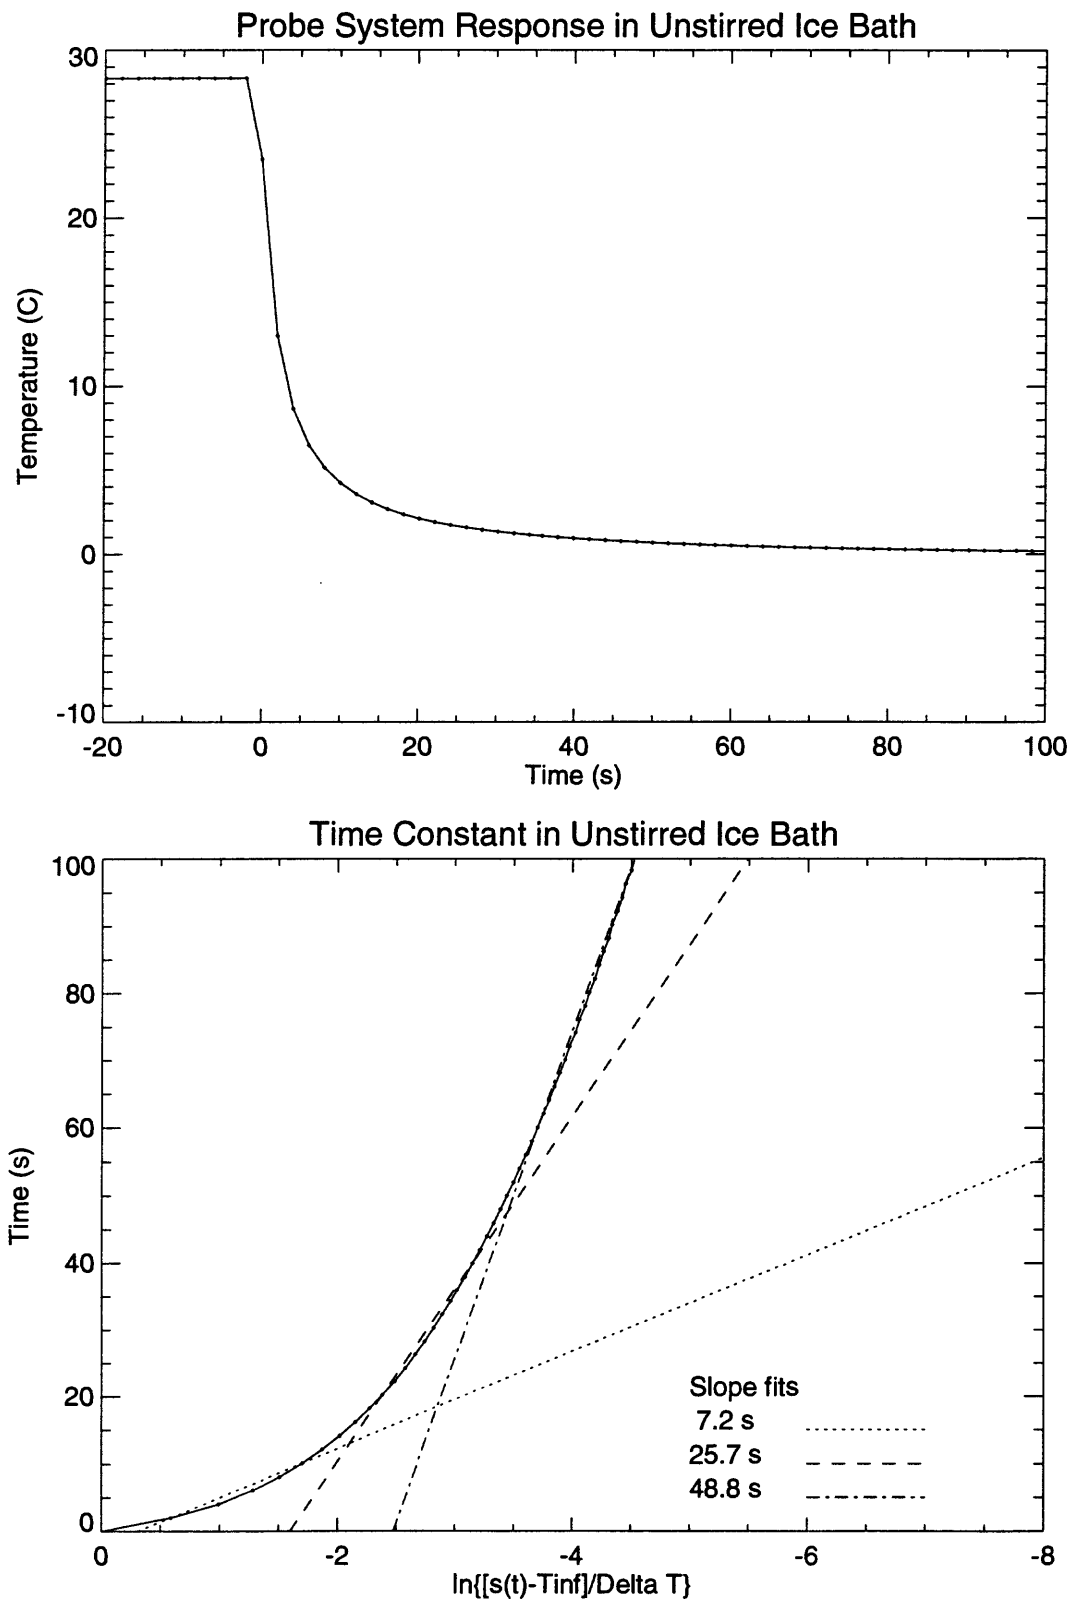 Probe System Response in Unstirred Ice Bath
30
20
10
0
-10
Temperature (C)
-20 0 20 40 60 80 100
Time (s)
Time Constant in Unstirred Ice Bath
100
80
60
40
20
0
Time (s)
Slope fits
7.2 s
25.7 s
48.8 s
0 -2 -4 -6 -8
ln{[s(t)-Tinf]/Delta T}